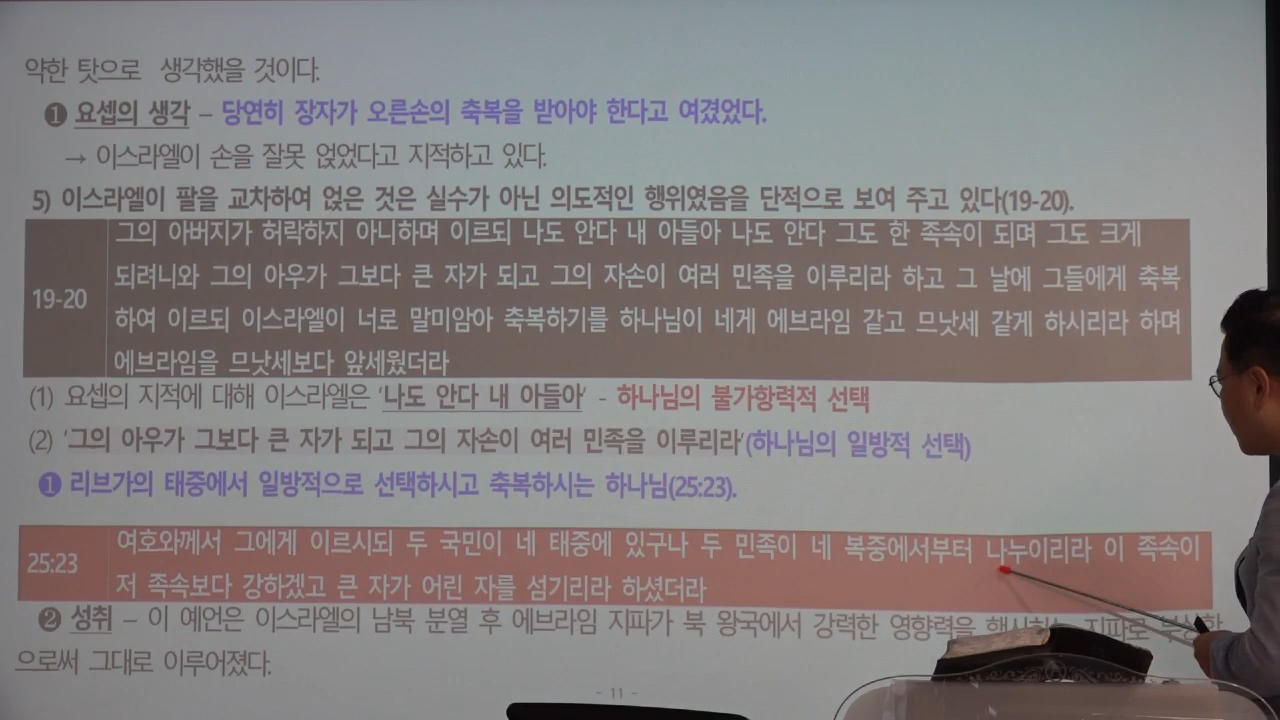 약한 탓으로 생각했을 것이다.
❶ 요셉의 생각 – 당연히 장자가 오른손의 축복을 받아야 한다고 여겼었다.
→ 이스라엘이 손을 잘못 얹었다고 지적하고 있다.
5) 이스라엘이 팔을 교차하여 얹은 것은 실수가 아닌 의도적인 행위였음을 단적으로 보여 주고 있다(19-20).
그의 아버지가 허락하지 아니하며 이르되 나도 안다 내 아들아 나도 안다 그도 한 족속이 되며 그도 크게
되려니와 그의 아우가 그보다 큰 자가 되고 그의 자손이 여러 민족을 이루리라 하고 그 날에 그들에게 축복
19-20
하여 이르되 이스라엘이 너로 말미암아 축복하기를 하나님이 네게 에브라임 같고 므낫세 같게 하시리라 하며
에브라임을 므낫세보다 앞세웠더라
(1) 요셉의 지적에 대해 이스라엘은 '나도 안다 내 아들아' - 하나님의 불가항력적 선택
(2) '그의 아우가 그보다 큰 자가 되고 그의 자손이 여러 민족을 이루리라'(하나님의 일방적 선택)
❶ 리브가의 태중에서 일방적으로 선택하시고 축복하시는 하나님(25:23).
25:23
여호와께서 그에게 이르시되 두 국민이 네 태중에 있구나 두 민족이 네 복중에서부터 나누이리라 이 족속이
저 족속보다 강하겠고 큰 자가 어린 자를 섬기리라 하셨더라
❷ 성취 – 이 예언은 이스라엘의 남북 분열 후 에브라임 지파가 북 왕국에서 강력한 영향력을
으로써 그대로 이루어졌다.
- 11 -